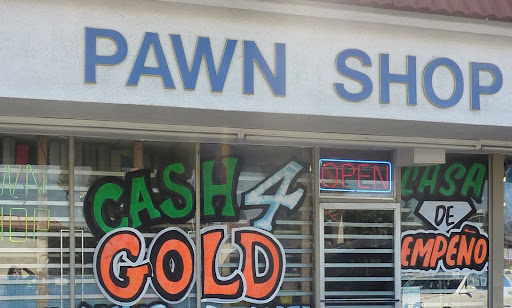 PAWN SHOP
CASH 4
GOLD
OPEN
CASA
DE
EMPEÑO